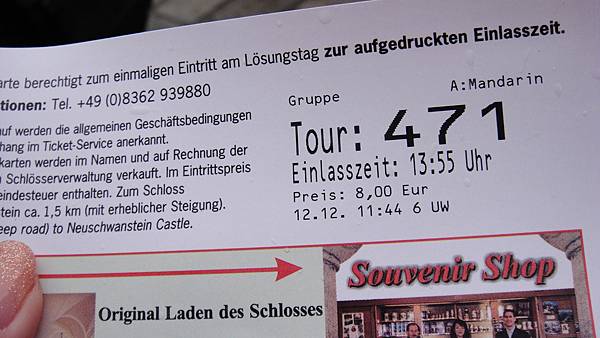 arte berechtigt zum einmaligen Eintritt am Lösungstag zur aufgedruckten Einlasszeit.
tionen: Tel. +49 (0)8362 939880
auf werden die allgemeinen Geschäftsbedingungen
hang im Ticket-Service anerkannt.
karten werden im Namen und auf Rechnung der
Schlösserverwaltung verkauft. Im Eintrittspreis
eindesteuer enthalten. Zum Schloss
stein ca. 1,5 km (mit erheblicher Steigung).
eep road) to Neuschwanstein Castle.
Gruppe A:Mandarin
Tour: 471
Einlasszeit: 13:55 Uhr
Preis: 8,00 Eur
12.12. 11:44 6 UW
Original Laden des Schlosses
Souvenir Shop